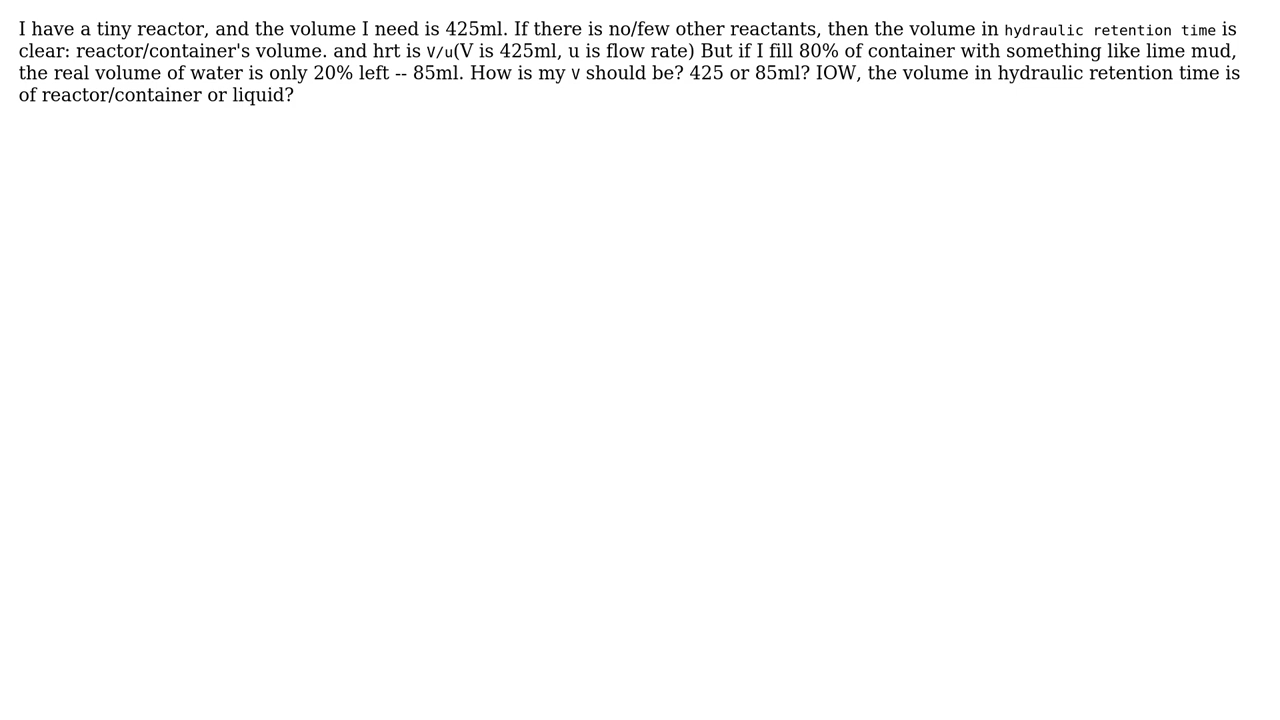 I have a tiny reactor, and the volume I need is 425ml. If there is no/few other reactants, then the volume in hydraulic retention time is
clear: reactor/container's volume. and hrt is V/u(V is 425ml, u is flow rate) But if I fill 80% of container with something like lime mud,
the real volume of water is only 20% left -- 85ml. How is my V should be? 425 or 85ml? IOW, the volume in hydraulic retention time is
of reactor/container or liquid?